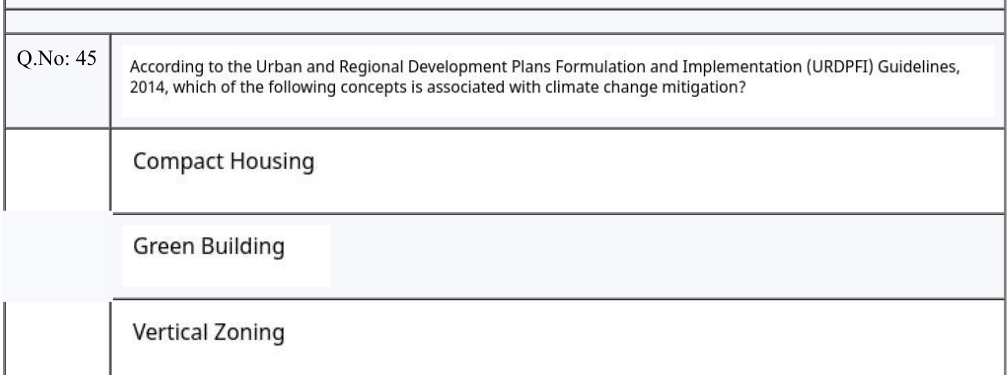 Q.No: 45
According to the Urban and Regional Development Plans Formulation and Implementation (URDPFI) Guidelines,
2014, which of the following concepts is associated with climate change mitigation?
Compact Housing
Green Building
Vertical Zoning